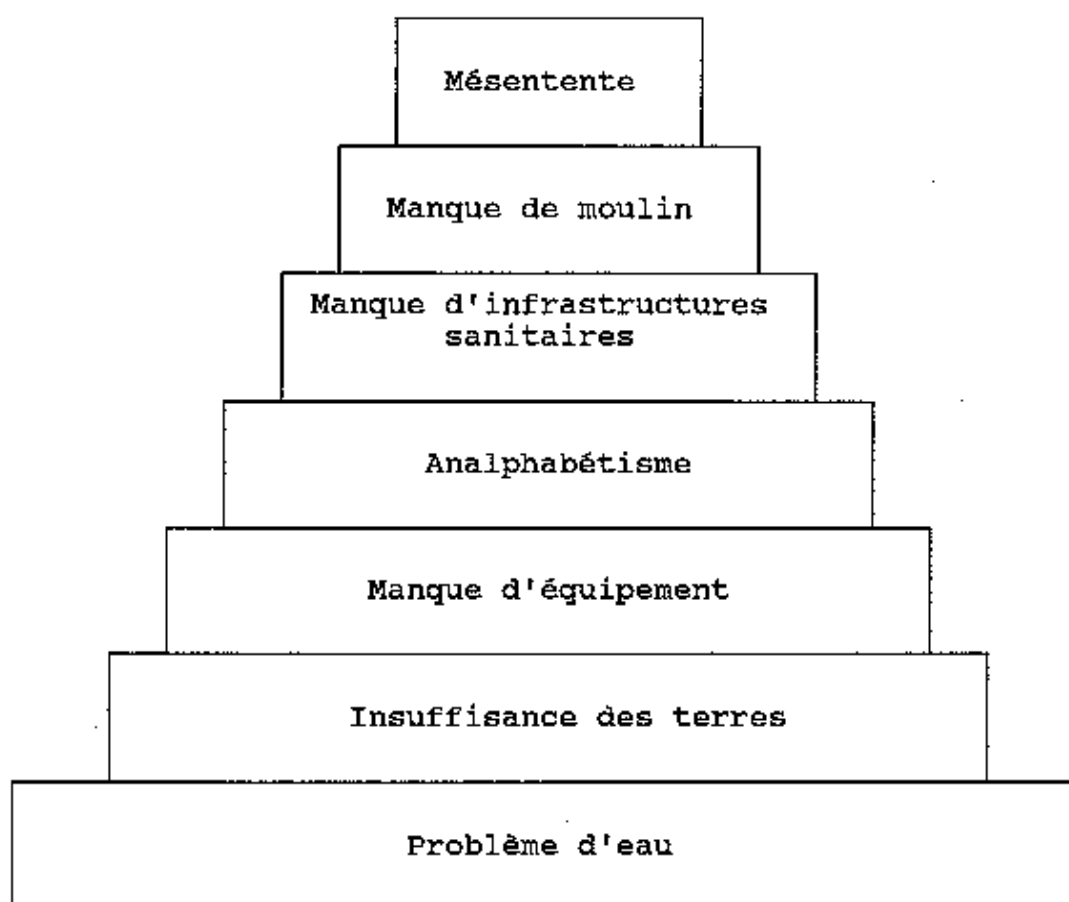 Mésentente
Manque de moulin
Manque d'infrastructures
sanitaires
Analphabétisme
Manque d'équipement
Insuffisance des terres
Problème d'eau